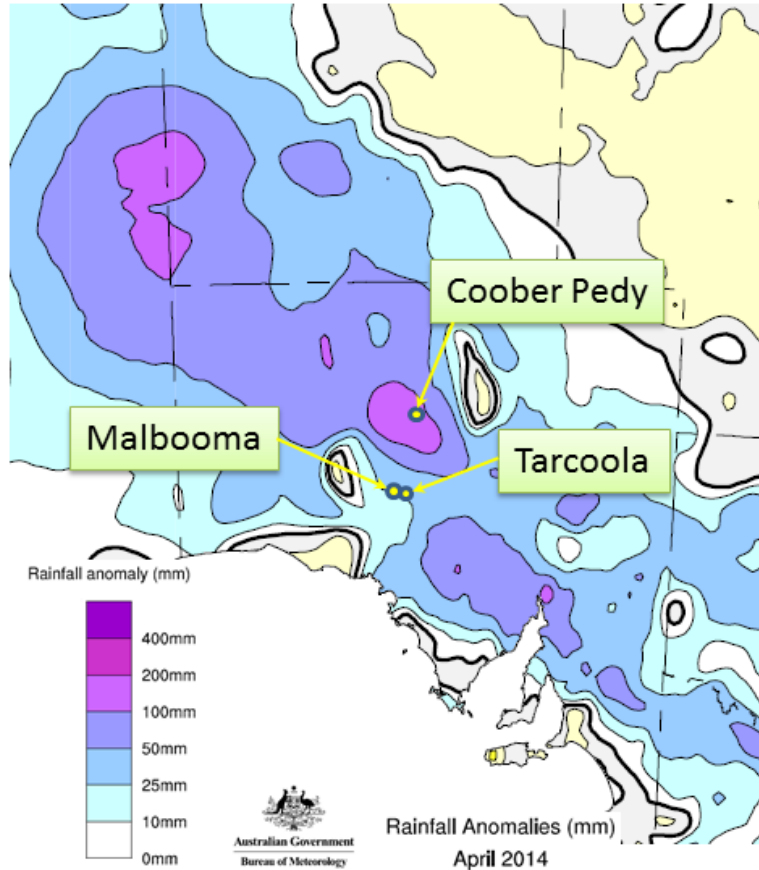 Coober Pedy
Malbooma
Tarcoola
Rainfall anomaly (mm)
400mm
200mm
100mm
50mm
25mm
10mm
0mm
Australian Government
Bureau of Meteorology
Rainfall Anomalies (mm)
April 2014